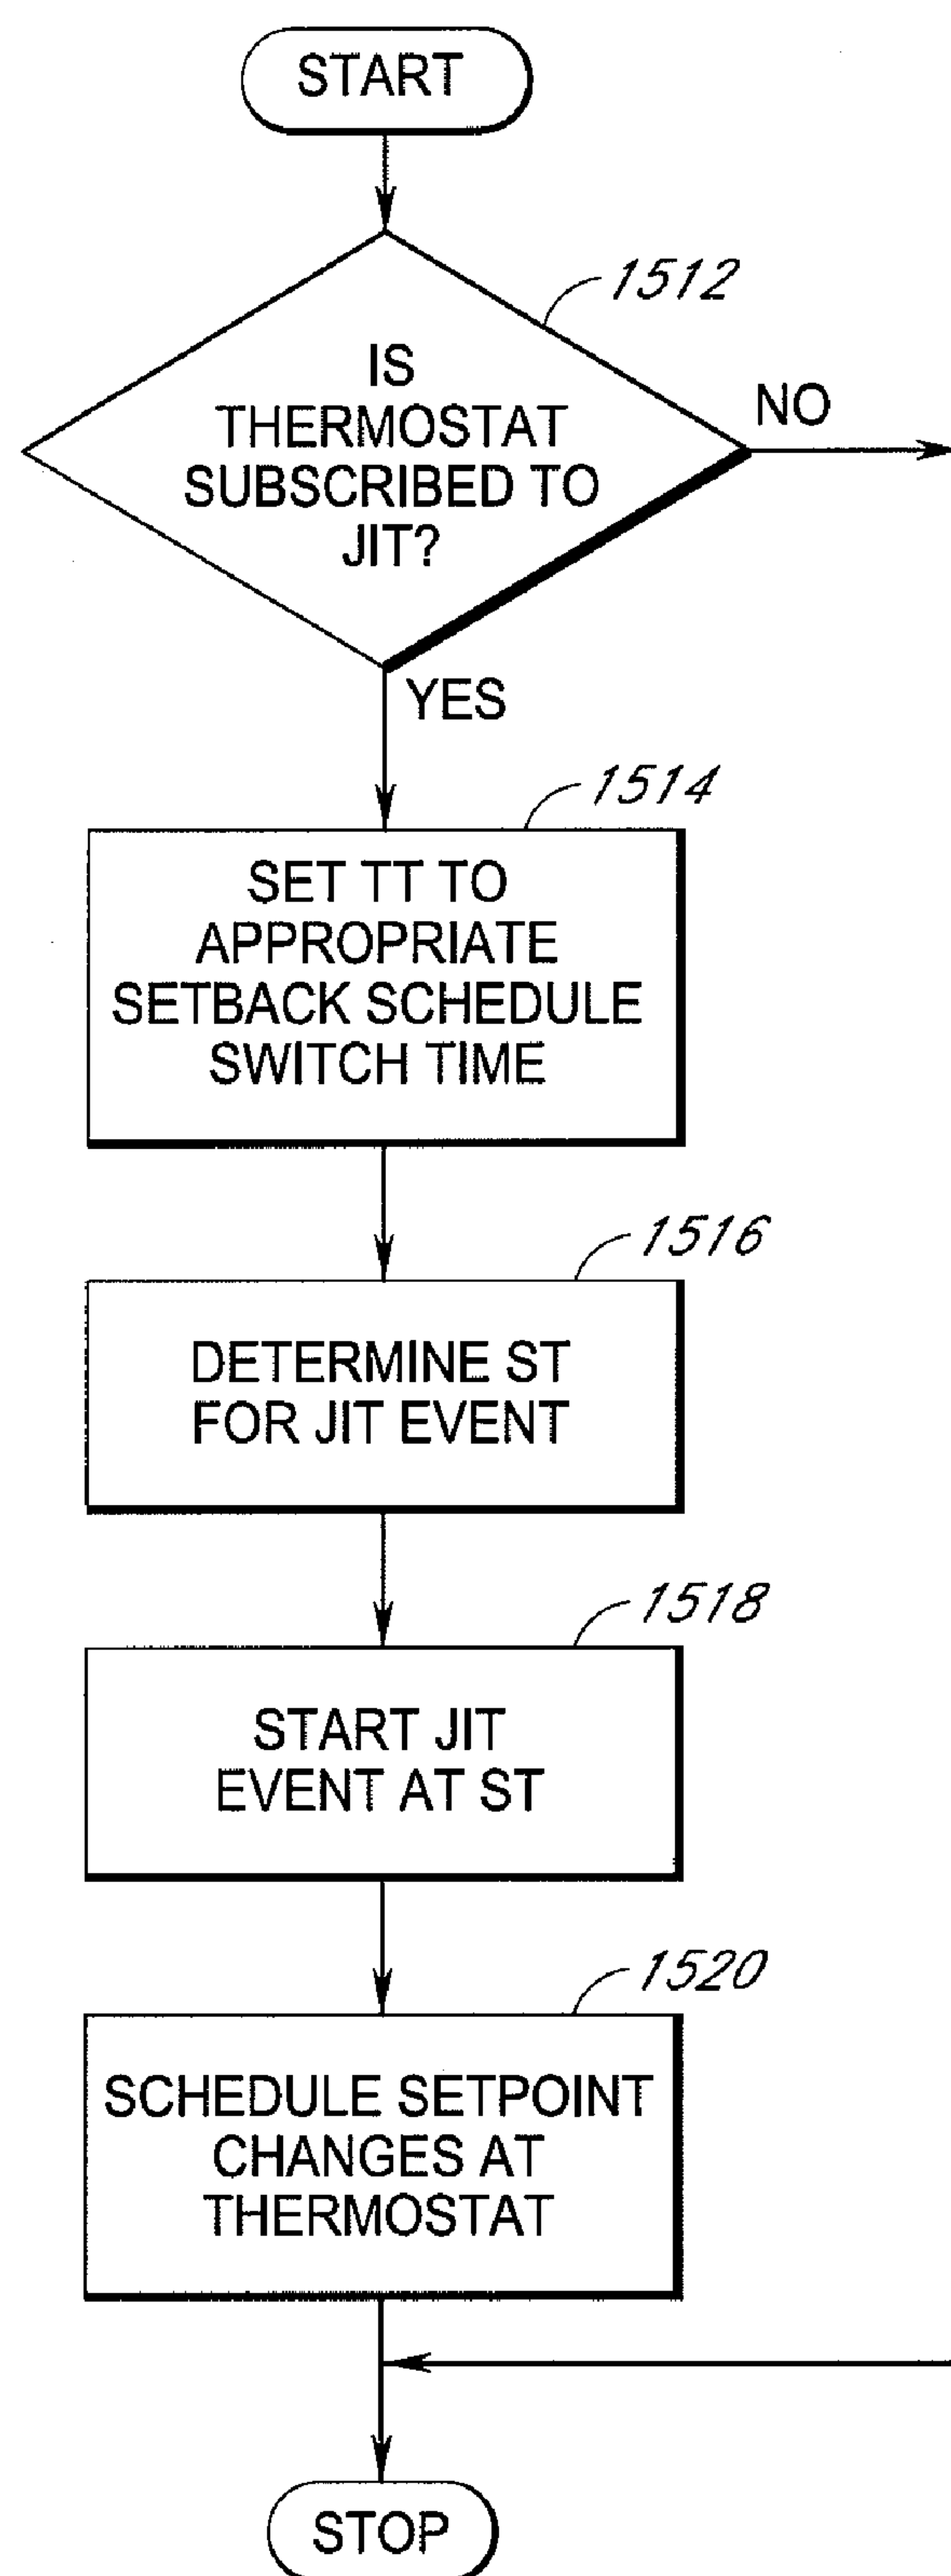 START
1512
IS
THERMOSTAT
SUBSCRIBED TO
JIT?
NO
YES
1514
SET TT TO
APPROPRIATE
SETBACK SCHEDULE
SWITCH TIME
1516
DETERMINE ST
FOR JIT EVENT
1518
START JIT
EVENT AT ST
1520
SCHEDULE SETPOINT
CHANGES AT
THERMOSTAT
STOP